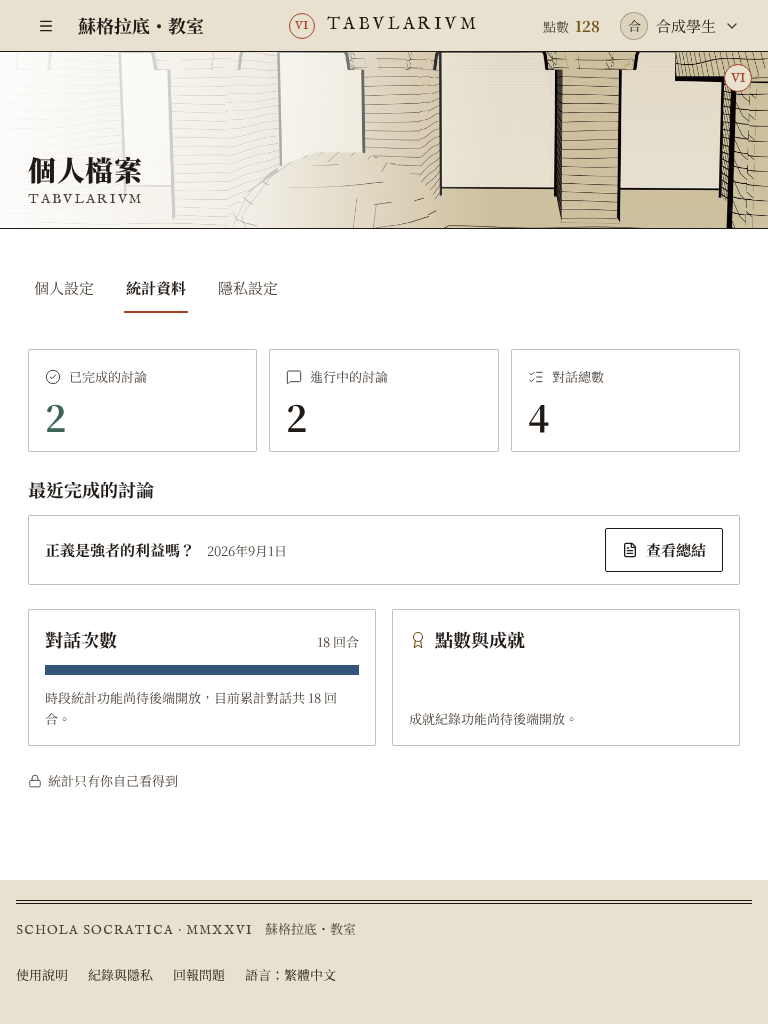 蘇格拉底・教室
VI TABVLARIVM
點數 128
合 合成學生
VI
個人檔案
TABVLARIVM
個人設定 統計資料 隱私設定
已完成的討論
2
進行中的討論
2
對話總數
4
最近完成的討論
正義是強者的利益嗎？ 2026年9月1日
查看總結
對話次數
18 回合
時段統計功能尚待後端開放，目前累計對話共 18 回
合。
點數與成就
成就紀錄功能尚待後端開放。
統計只有你自己看得到
SCHOLA SOCRATICA · MMXXVI 蘇格拉底・教室
使用說明 紀錄與隱私 回報問題 語言：繁體中文